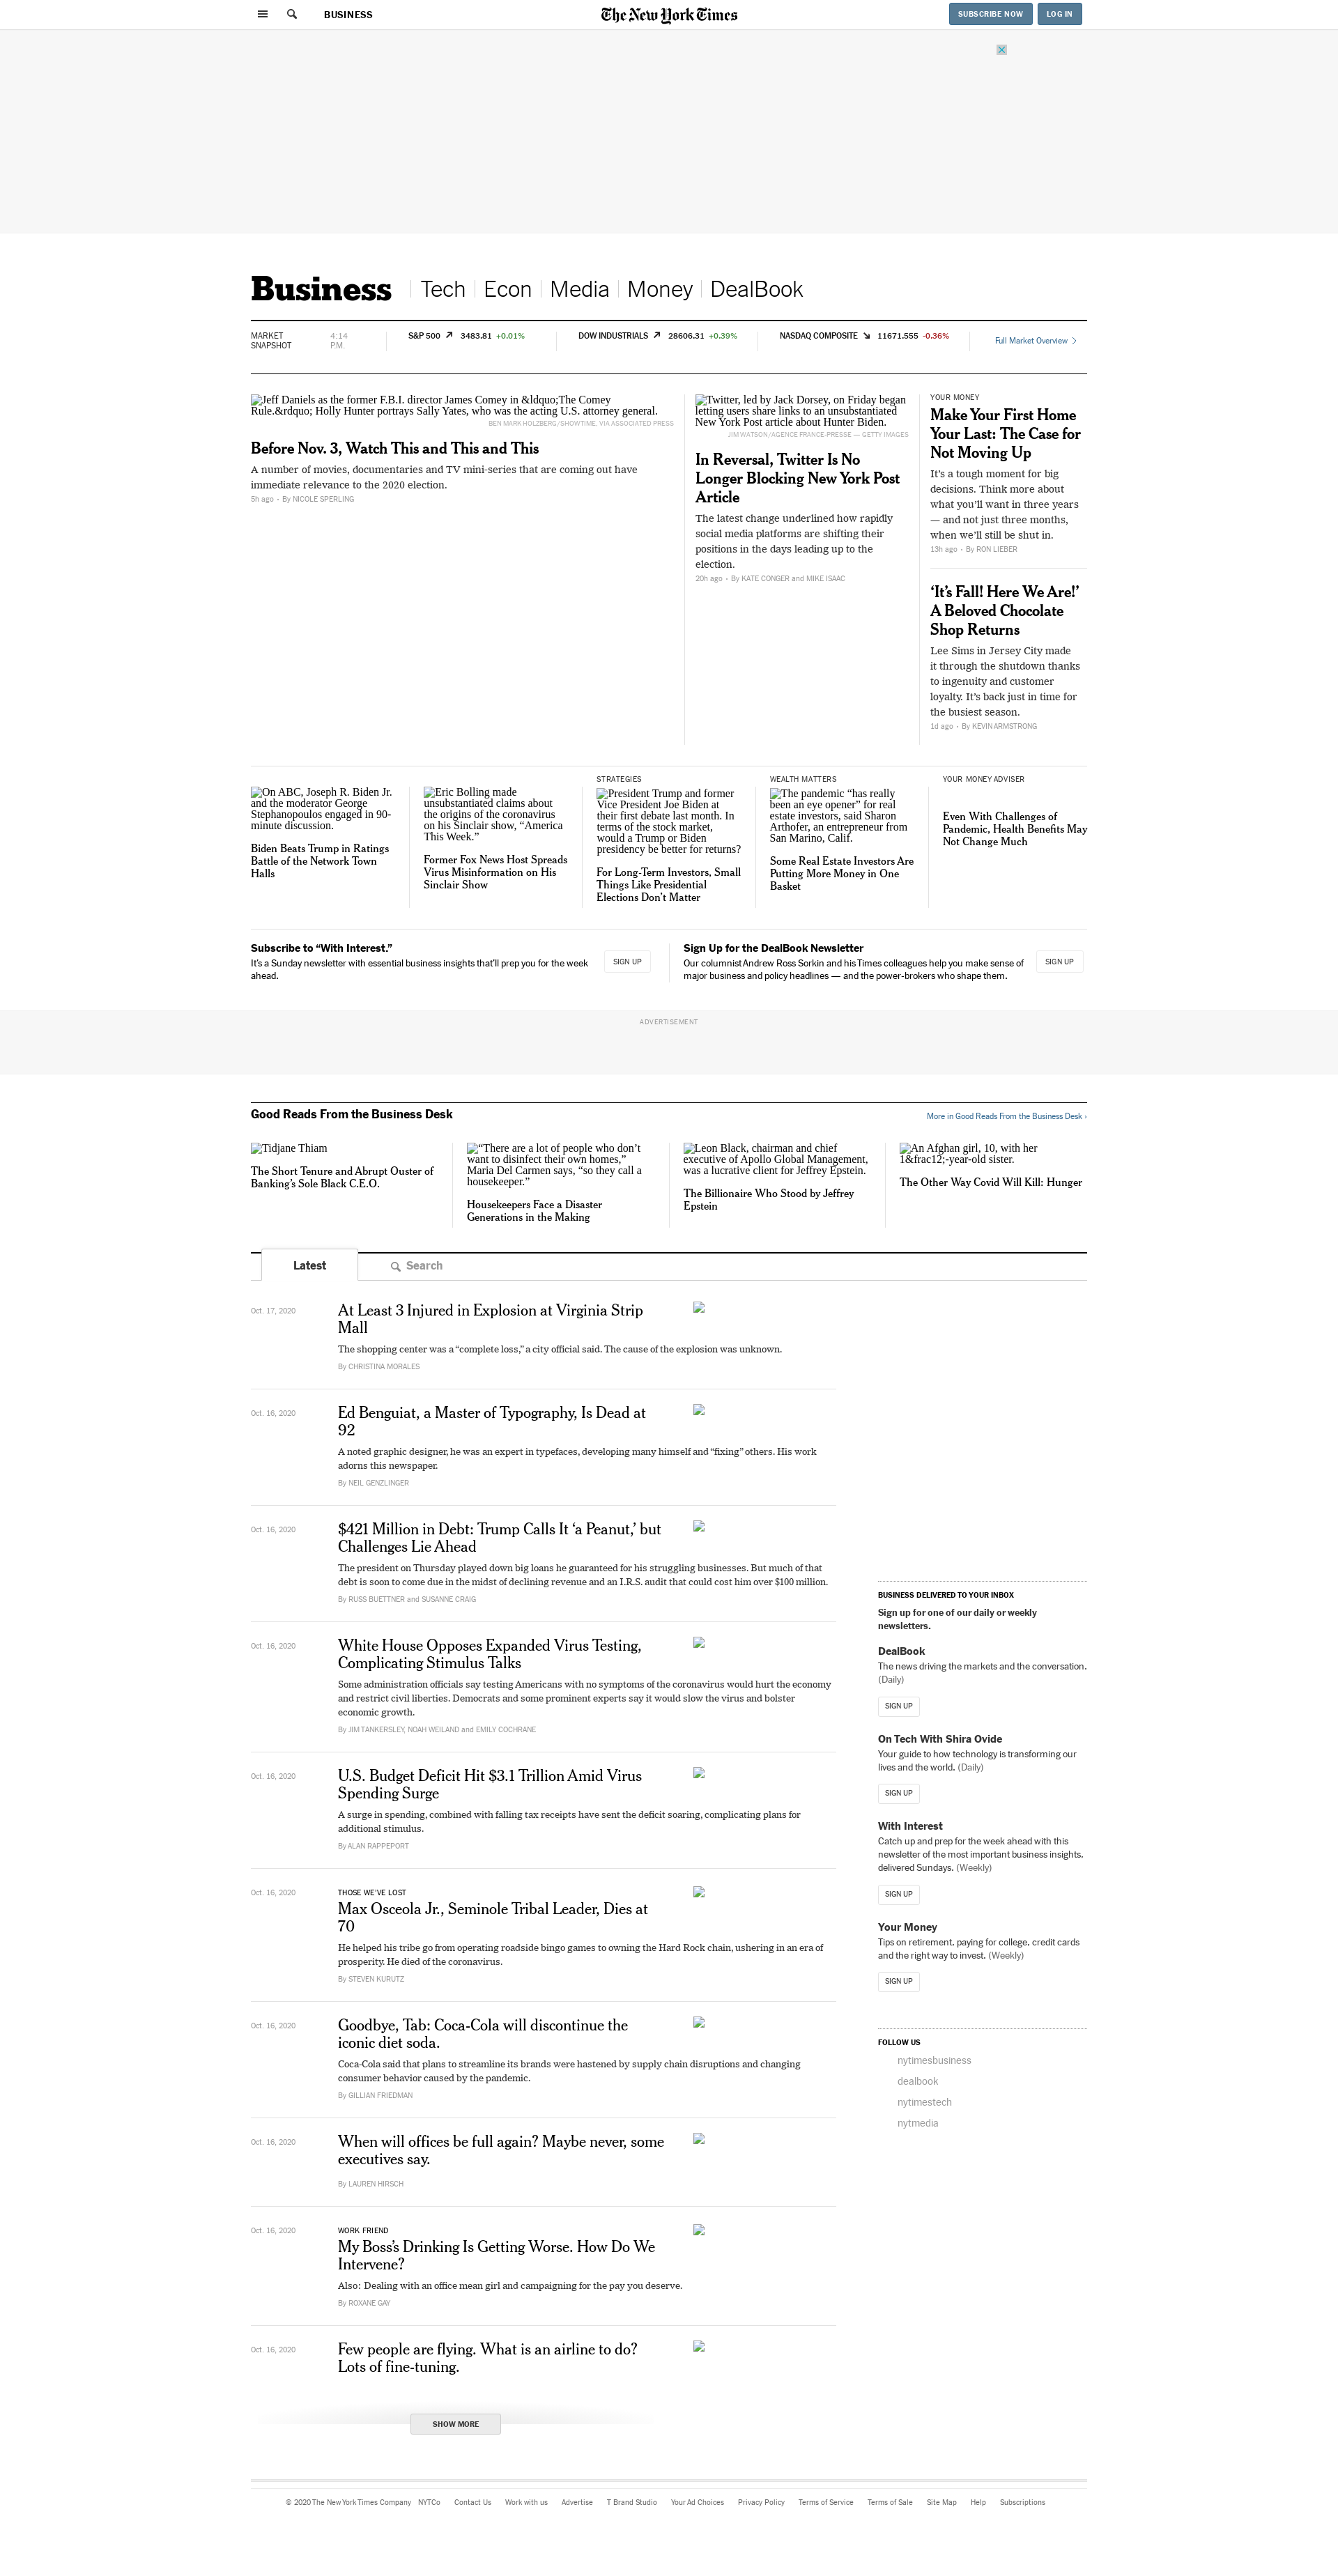 BUSINESS
The New York Times
SUBSCRIBE NOW
LOG IN
Business
Tech
Econ
Media
Money
DealBook
MARKET
SNAPSHOT
4:14
P.M.
S&P 500 3483.81 +0.01%
DOW INDUSTRIALS 28606.31 +0.39%
NASDAQ COMPOSITE 11671.555 -0.36%
Full Market Overview
Jeff Daniels as the former F.B.I. director James Comey in &ldquo;The Comey
Rule.&rdquo; Holly Hunter portrays Sally Yates, who was the acting U.S. attorney general.
BEN MARK HOLZBERG/SHOWTIME, VIA ASSOCIATED PRESS
Before Nov. 3, Watch This and This and This
A number of movies, documentaries and TV mini-series that are coming out have
immediate relevance to the 2020 election.
5h ago • By NICOLE SPERLING
Twitter, led by Jack Dorsey, on Friday began
letting users share links to an unsubstantiated
New York Post article about Hunter Biden.
JIM WATSON/AGENCE FRANCE-PRESSE — GETTY IMAGES
In Reversal, Twitter Is No
Longer Blocking New York Post
Article
The latest change underlined how rapidly
social media platforms are shifting their
positions in the days leading up to the
election.
20h ago • By KATE CONGER and MIKE ISAAC
YOUR MONEY
Make Your First Home
Your Last: The Case for
Not Moving Up
It’s a tough moment for big
decisions. Think more about
what you’ll want in three years
— and not just three months,
when we’ll still be shut in.
13h ago • By RON LIEBER
‘It’s Fall! Here We Are!’
A Beloved Chocolate
Shop Returns
Lee Sims in Jersey City made
it through the shutdown thanks
to ingenuity and customer
loyalty. It’s back just in time for
the busiest season.
1d ago • By KEVIN ARMSTRONG
On ABC, Joseph R. Biden Jr.
and the moderator George
Stephanopoulos engaged in 90-
minute discussion.
Biden Beats Trump in Ratings
Battle of the Network Town
Halls
Eric Bolling made
unsubstantiated claims about
the origins of the coronavirus
on his Sinclair show, “America
This Week.”
Former Fox News Host Spreads
Virus Misinformation on His
Sinclair Show
STRATEGIES
President Trump and former
Vice President Joe Biden at
their first debate last month. In
terms of the stock market,
would a Trump or Biden
presidency be better for returns?
For Long-Term Investors, Small
Things Like Presidential
Elections Don’t Matter
WEALTH MATTERS
The pandemic “has really
been an eye opener” for real
estate investors, said Sharon
Arthofer, an entrepreneur from
San Marino, Calif.
Some Real Estate Investors Are
Putting More Money in One
Basket
YOUR MONEY ADVISER
Even With Challenges of
Pandemic, Health Benefits May
Not Change Much
Subscribe to “With Interest.”
It’s a Sunday newsletter with essential business insights that’ll prep you for the week
ahead.
SIGN UP
Sign Up for the DealBook Newsletter
Our columnist Andrew Ross Sorkin and his Times colleagues help you make sense of
major business and policy headlines — and the power-brokers who shape them.
SIGN UP
ADVERTISEMENT
Good Reads From the Business Desk
More in Good Reads From the Business Desk ›
Tidjane Thiam
The Short Tenure and Abrupt Ouster of
Banking’s Sole Black C.E.O.
“There are a lot of people who don’t
want to disinfect their own homes,”
Maria Del Carmen says, “so they call a
housekeeper.”
Housekeepers Face a Disaster
Generations in the Making
Leon Black, chairman and chief
executive of Apollo Global Management,
was a lucrative client for Jeffrey Epstein.
The Billionaire Who Stood by Jeffrey
Epstein
An Afghan girl, 10, with her
1&frac12;-year-old sister.
The Other Way Covid Will Kill: Hunger
Latest
Search
Oct. 17, 2020
At Least 3 Injured in Explosion at Virginia Strip
Mall
The shopping center was a “complete loss,” a city official said. The cause of the explosion was unknown.
By CHRISTINA MORALES
Oct. 16, 2020
Ed Benguiat, a Master of Typography, Is Dead at
92
A noted graphic designer, he was an expert in typefaces, developing many himself and “fixing” others. His work
adorns this newspaper.
By NEIL GENZLINGER
Oct. 16, 2020
$421 Million in Debt: Trump Calls It ‘a Peanut,’ but
Challenges Lie Ahead
The president on Thursday played down big loans he guaranteed for his struggling businesses. But much of that
debt is soon to come due in the midst of declining revenue and an I.R.S. audit that could cost him over $100 million.
By RUSS BUETTNER and SUSANNE CRAIG
Oct. 16, 2020
White House Opposes Expanded Virus Testing,
Complicating Stimulus Talks
Some administration officials say testing Americans with no symptoms of the coronavirus would hurt the economy
and restrict civil liberties. Democrats and some prominent experts say it would slow the virus and bolster
economic growth.
By JIM TANKERSLEY, NOAH WEILAND and EMILY COCHRANE
Oct. 16, 2020
U.S. Budget Deficit Hit $3.1 Trillion Amid Virus
Spending Surge
A surge in spending, combined with falling tax receipts have sent the deficit soaring, complicating plans for
additional stimulus.
By ALAN RAPPEPORT
Oct. 16, 2020
THOSE WE’VE LOST
Max Osceola Jr., Seminole Tribal Leader, Dies at
70
He helped his tribe go from operating roadside bingo games to owning the Hard Rock chain, ushering in an era of
prosperity. He died of the coronavirus.
By STEVEN KURUTZ
Oct. 16, 2020
Goodbye, Tab: Coca-Cola will discontinue the
iconic diet soda.
Coca-Cola said that plans to streamline its brands were hastened by supply chain disruptions and changing
consumer behavior caused by the pandemic.
By GILLIAN FRIEDMAN
Oct. 16, 2020
When will offices be full again? Maybe never, some
executives say.
By LAUREN HIRSCH
Oct. 16, 2020
WORK FRIEND
My Boss’s Drinking Is Getting Worse. How Do We
Intervene?
Also: Dealing with an office mean girl and campaigning for the pay you deserve.
By ROXANE GAY
Oct. 16, 2020
Few people are flying. What is an airline to do?
Lots of fine-tuning.
SHOW MORE
BUSINESS DELIVERED TO YOUR INBOX
Sign up for one of our daily or weekly
newsletters.
DealBook
The news driving the markets and the conversation.
(Daily)
SIGN UP
On Tech With Shira Ovide
Your guide to how technology is transforming our
lives and the world. (Daily)
SIGN UP
With Interest
Catch up and prep for the week ahead with this
newsletter of the most important business insights,
delivered Sundays. (Weekly)
SIGN UP
Your Money
Tips on retirement, paying for college, credit cards
and the right way to invest. (Weekly)
SIGN UP
FOLLOW US
nytimesbusiness
dealbook
nytimestech
nytmedia
© 2020 The New York Times Company NYTCo Contact Us Work with us Advertise T Brand Studio Your Ad Choices Privacy Policy Terms of Service Terms of Sale Site Map Help Subscriptions